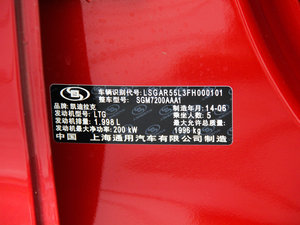 车辆识别代号: LSGAR55L3FH000101
整车型号: SGM7200AAA1
品牌: 凯迪拉克
制造年月: 14-06
发动机型号: LTG
乘坐人数: 5
发动机排量: 1.998 L
最大允许总质量:
发动机最大净功率: 200 kW
1996 kg
中国 上海通用汽车有限公司